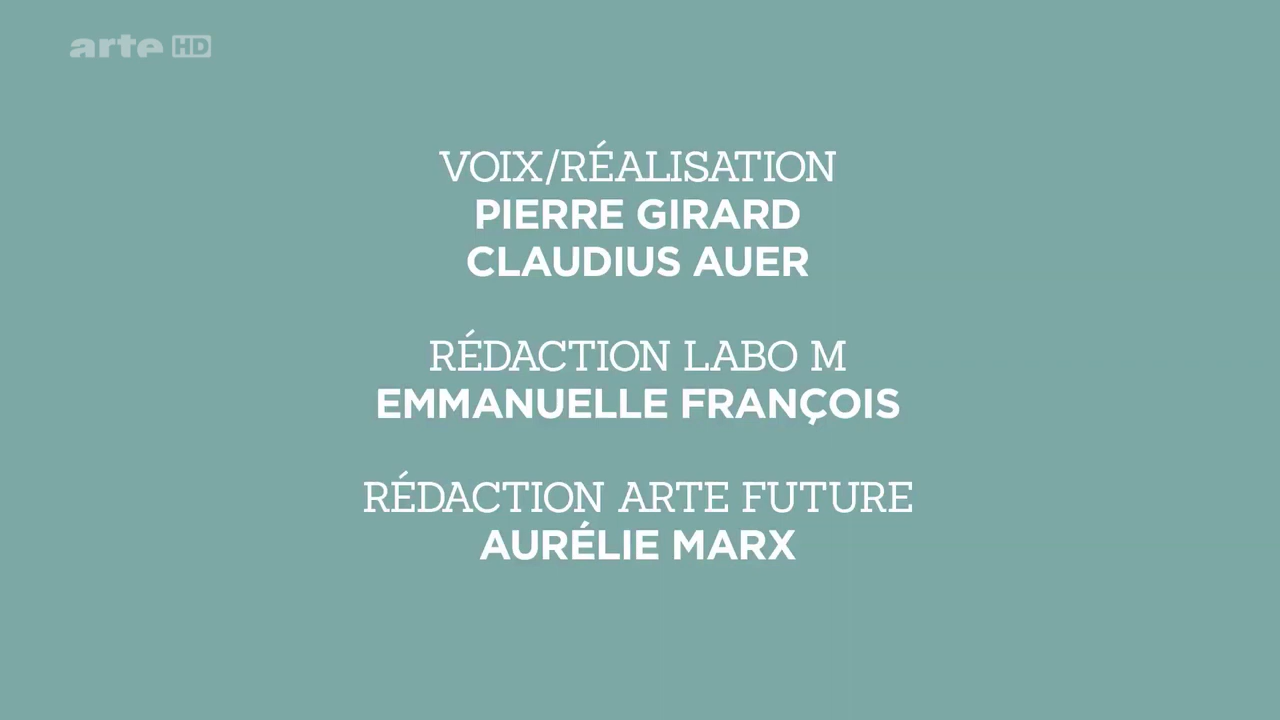 arte HD
VOIX/RÉALISATION
PIERRE GIRARD
CLAUDIUS AUER
RÉDACTION LABO M
EMMANUELLE FRANÇOIS
RÉDACTION ARTE FUTURE
AURÉLIE MARX